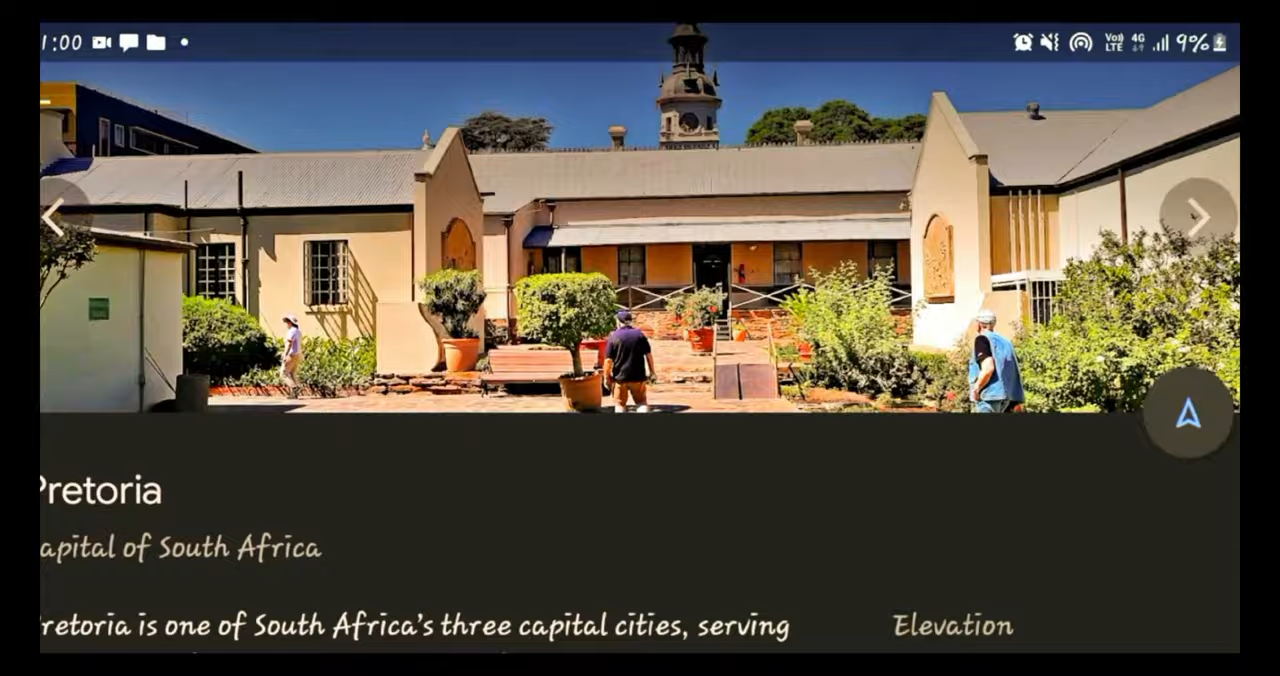 1:00 Vo)) LTE 4G 9%
Pretoria
apital of South Africa
retoria is one of South Africa's three capital cities, serving
Elevation